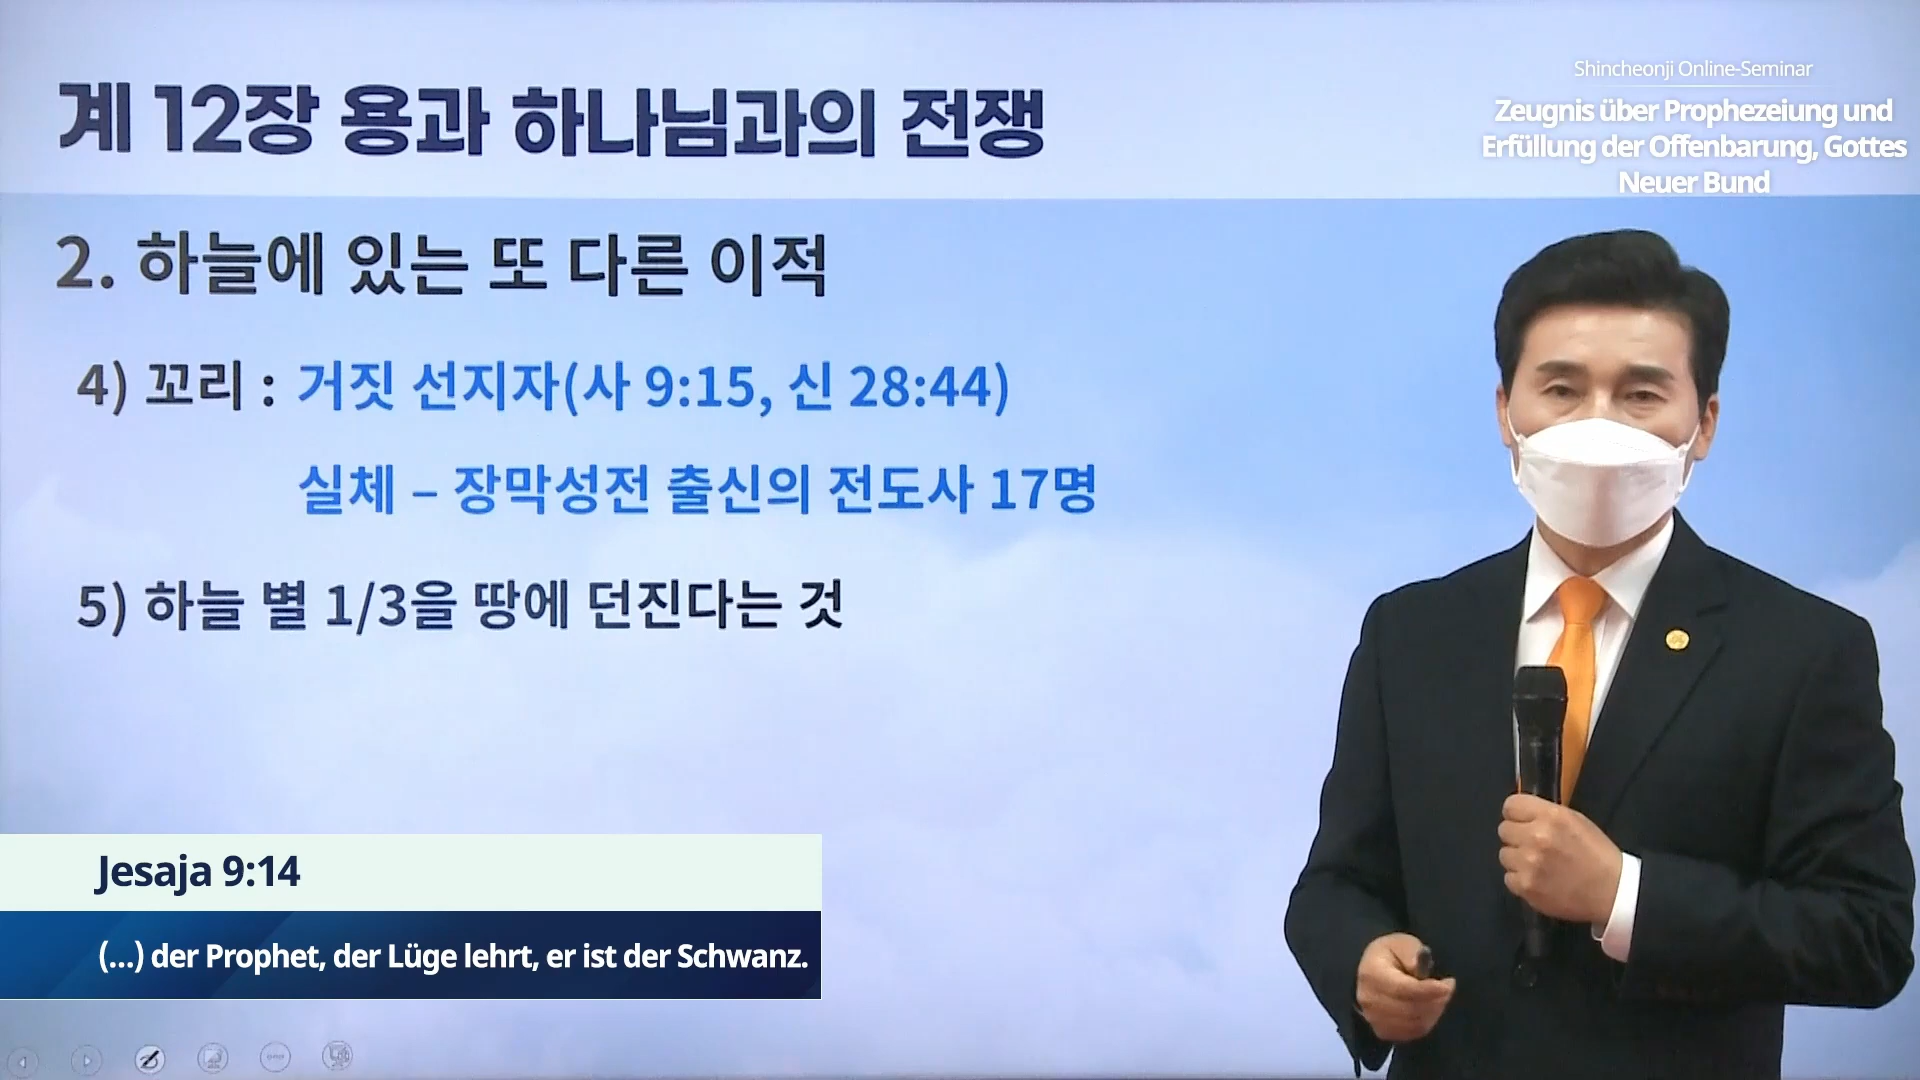 계 12장 용과 하나님과의 전쟁
Shincheonji Online-Seminar
Zeugnis über Prophezeiung und
Erfüllung der Offenbarung, Gottes
Neuer Bund
2. 하늘에 있는 또 다른 이적
4) 꼬리 : 거짓 선지자(사 9:15, 신 28:44)
실체 – 장막성전 출신의 전도사 17명
5) 하늘 별 1/3을 땅에 던진다는 것
Jesaja 9:14
(...) der Prophet, der Lüge lehrt, er ist der Schwanz.